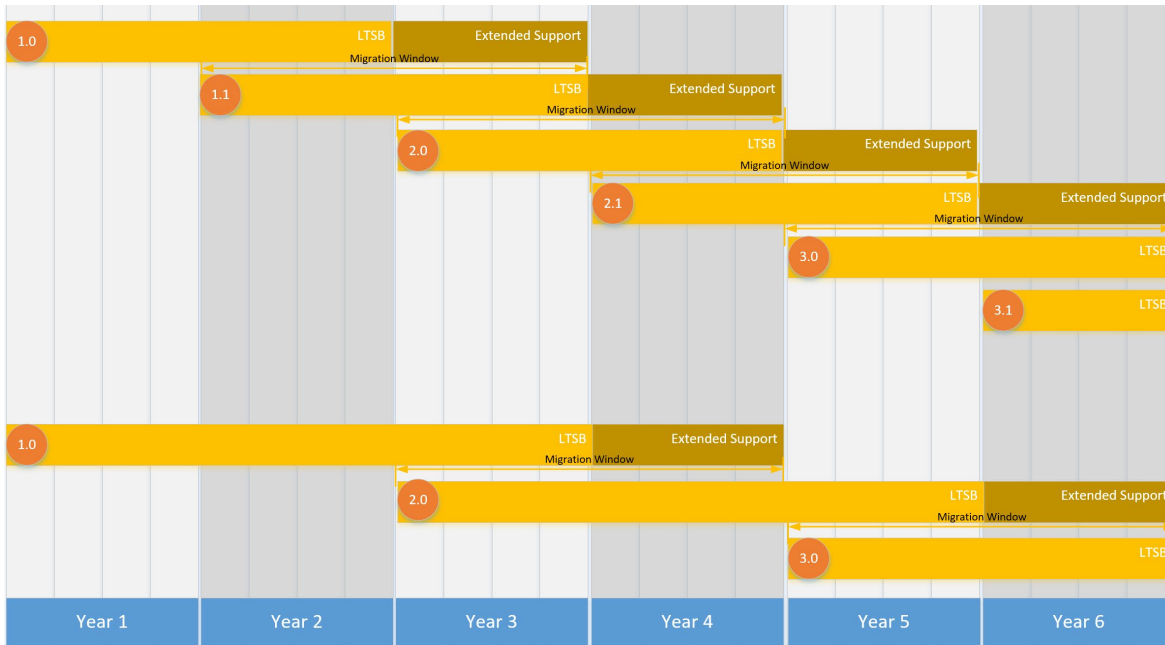 1.0 LTSB Extended Support
Migration Window
1.1 LTSB Extended Support
Migration Window
2.0 LTSB Extended Support
Migration Window
2.1 LTSB Extended Support
Migration Window
3.0 LTSB
3.1 LTSB
1.0 LTSB Extended Support
Migration Window
2.0 LTSB Extended Support
Migration Window
3.0 LTSB
Year 1 Year 2 Year 3 Year 4 Year 5 Year 6